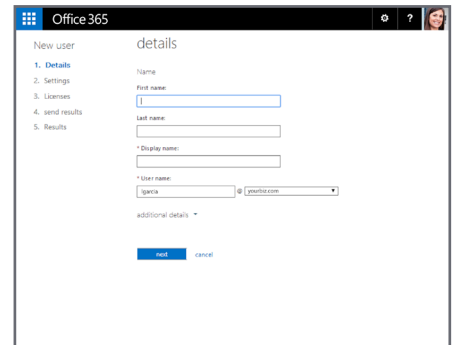 Office 365
?
New user
1. Details
2. Settings
3. Licenses
4. send results
5. Results
details
Name
First name:
Last name:
* Display name:
* User name:
lgarcia @ yourbiz.com
additional details
next cancel